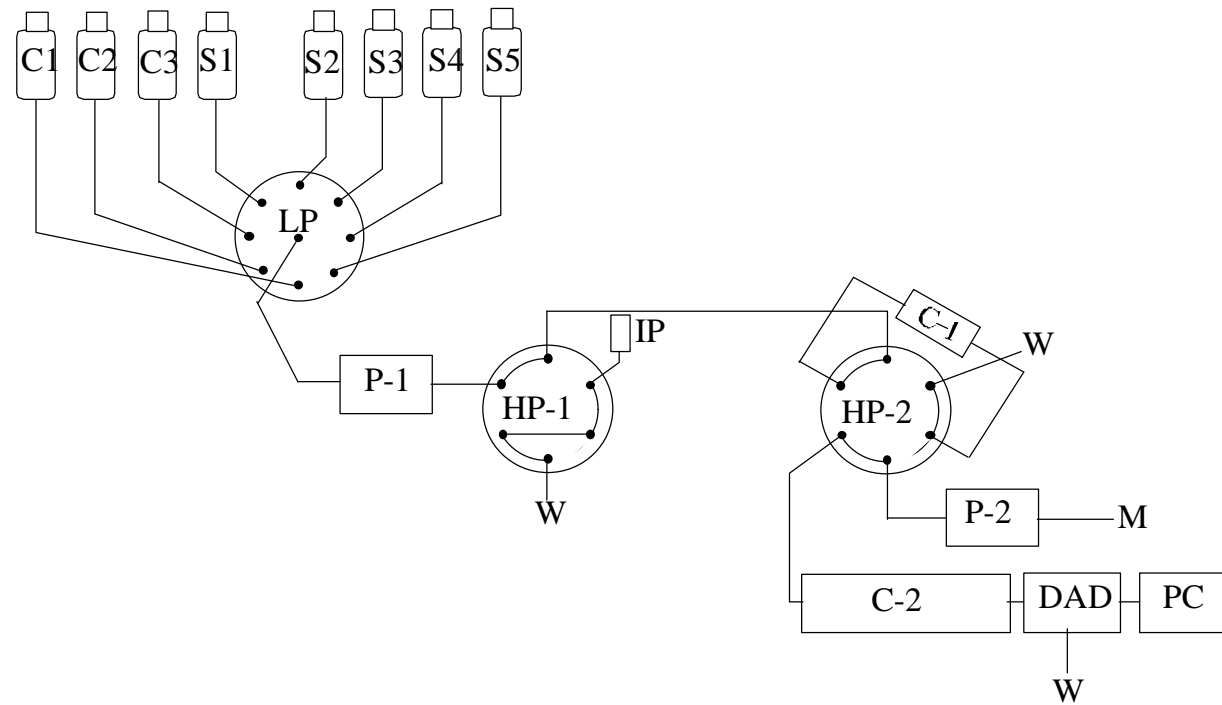 C1 C2 C3 S1 S2 S3 S4 S5
LP
IP
C-1
W
P-1
HP-1
HP-2
W
P-2
M
C-2
DAD
PC
W